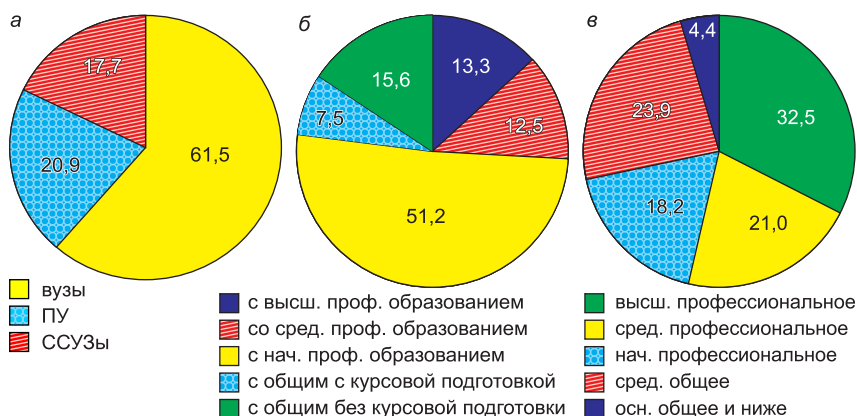 а
17,7
20,9
61,5
вузы
ПУ
ССУЗы
б
15,6
13,3
7,5
12,5
51,2
с высш. проф. образованием
со сред. проф. образованием
с нач. проф. образованием
с общим с курсовой подготовкой
с общим без курсовой подготовки
в
4,4
32,5
23,9
18,2
21,0
высш. профессиональное
сред. профессиональное
нач. профессиональное
сред. общее
осн. общее и ниже